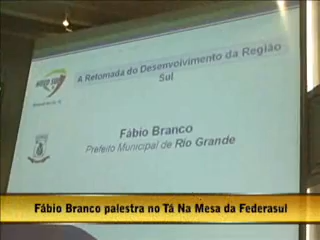 A Retomada do Desenvolvimento da Região
Sul
Fábio Branco
Prefeito Municipal de Rio Grande
Fábio Branco palestra no Tá Na Mesa da Federasul